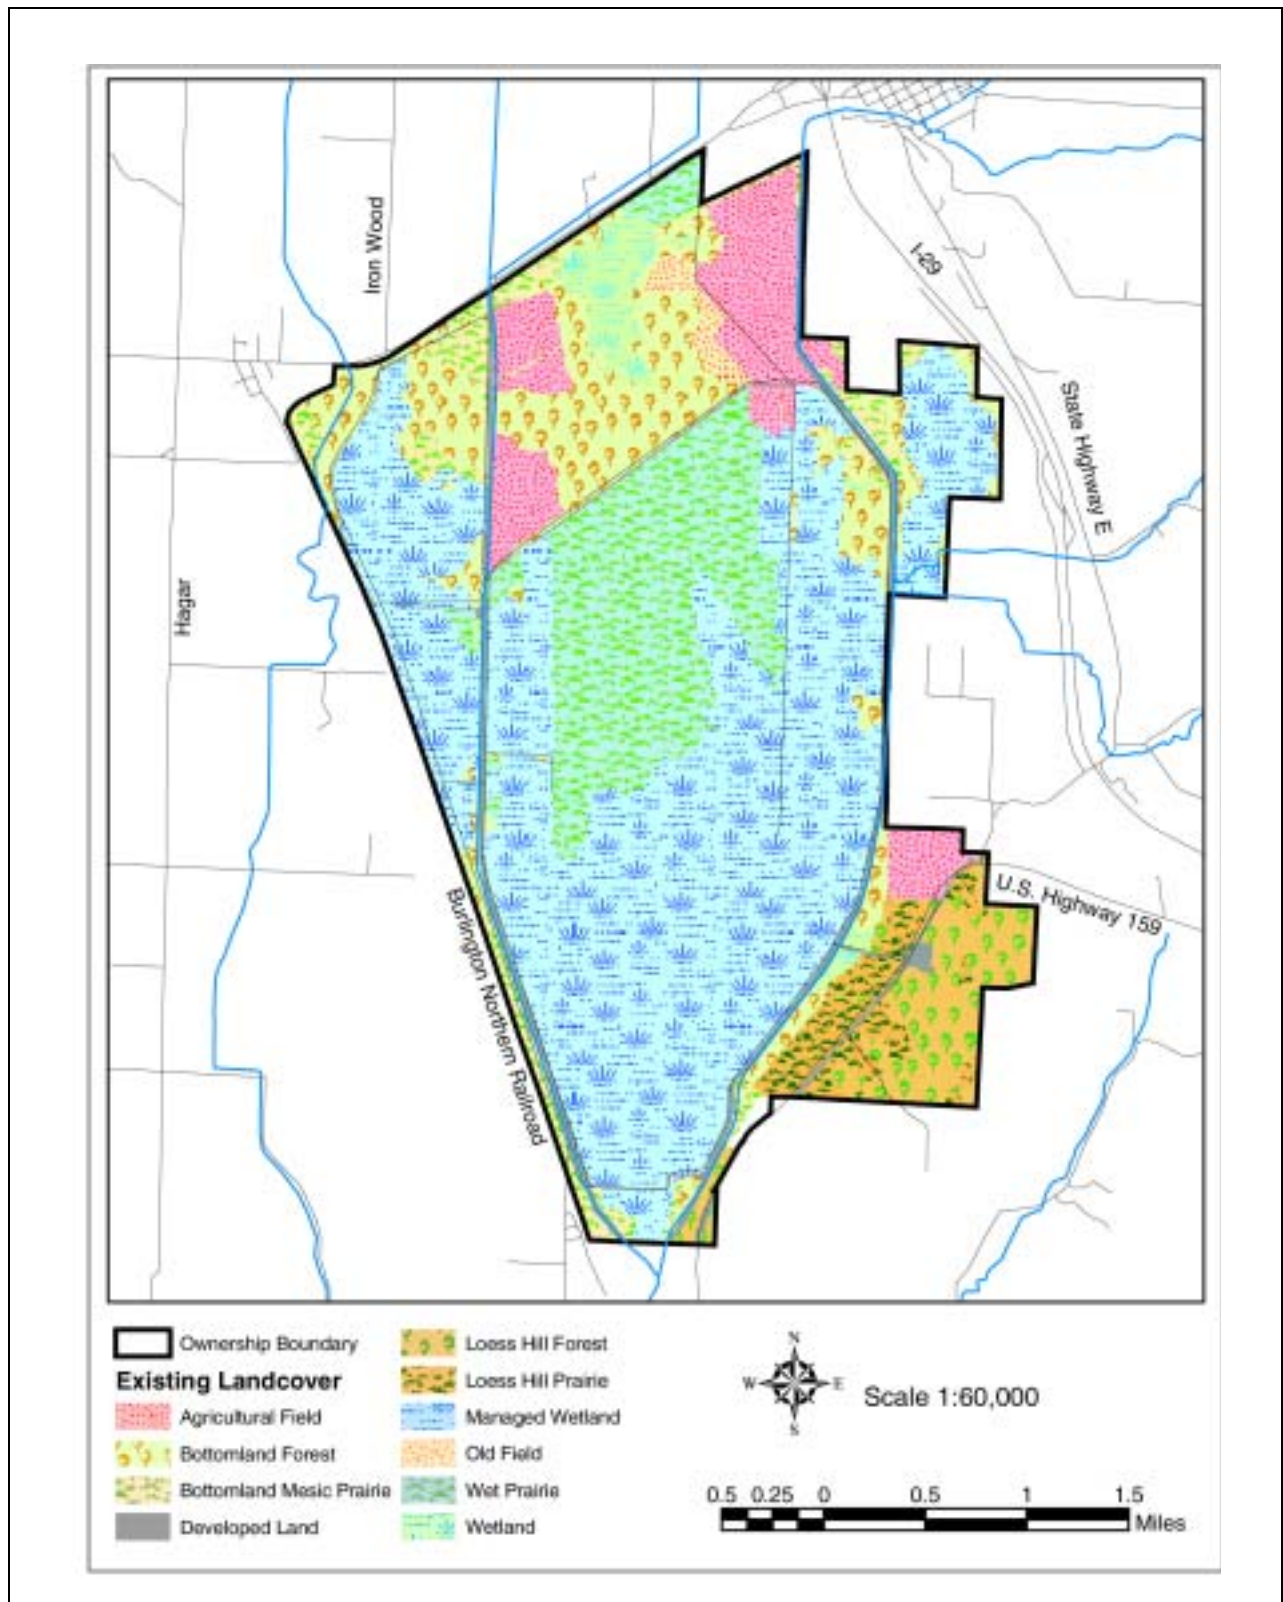 Iron Wood
I-29
State Highway E
Hagar
U.S. Highway 159
Burlington Northern Railroad
Ownership Boundary
Existing Landcover
Agricultural Field
Bottomland Forest
Bottomland Mesic Prairie
Developed Land
Loess Hill Forest
Loess Hill Prairie
Managed Wetland
Old Field
Wet Prairie
Wetland
N
W E
S
Scale 1:60,000
0.5 0.25 0 0.5 1 1.5
Miles